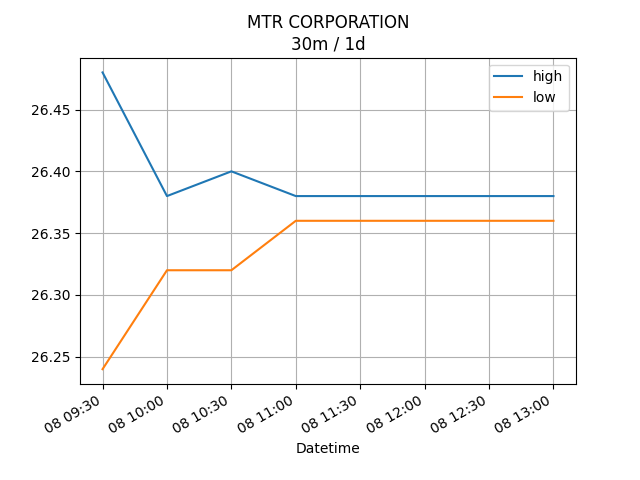 MTR CORPORATION
30m / 1d
high
low
26.45
26.40
26.35
26.30
26.25
08 09:30
08 10:00
08 10:30
08 11:00
08 11:30
08 12:00
08 12:30
08 13:00
Datetime